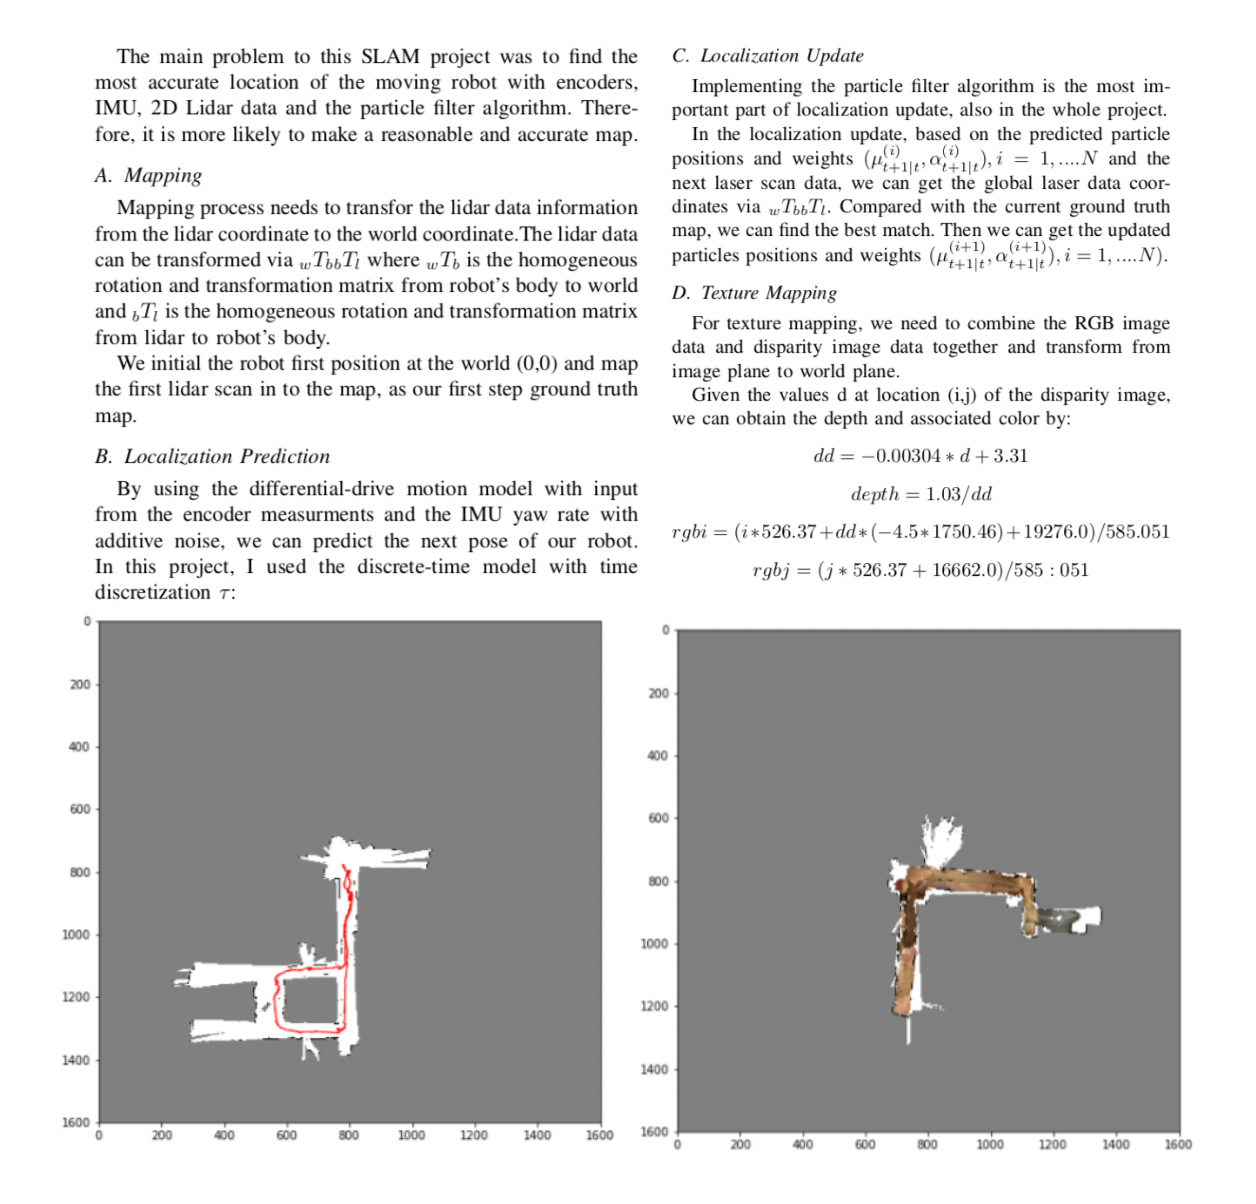 The main problem to this SLAM project was to find the
most accurate location of the moving robot with encoders,
IMU, 2D Lidar data and the particle filter algorithm. There-
fore, it is more likely to make a reasonable and accurate map.
A. Mapping
Mapping process needs to transfor the lidar data information
from the lidar coordinate to the world coordinate.The lidar data
can be transformed via $_wT_{bb}T_l$ where $_wT_b$ is the homogeneous
rotation and transformation matrix from robot's body to world
and $_bT_l$ is the homogeneous rotation and transformation matrix
from lidar to robot's body.
We initial the robot first position at the world (0,0) and map
the first lidar scan in to the map, as our first step ground truth
map.
B. Localization Prediction
By using the differential-drive motion model with input
from the encoder measurments and the IMU yaw rate with
additive noise, we can predict the next pose of our robot.
In this project, I used the discrete-time model with time
discretization τ:
C. Localization Update
Implementing the particle filter algorithm is the most im-
portant part of localization update, also in the whole project.
In the localization update, based on the predicted particle
positions and weights $(\mu_{t+1|t}^{(i)}, \alpha_{t+1|t}^{(i)}), i = 1, ....N$ and the
next laser scan data, we can get the global laser data coor-
dinates via $_wT_{bb}T_l$. Compared with the current ground truth
map, we can find the best match. Then we can get the updated
particles positions and weights $(\mu_{t+1|t}^{(i+1)}, \alpha_{t+1|t}^{(i+1)}), i = 1, ....N)$.
D. Texture Mapping
For texture mapping, we need to combine the RGB image
data and disparity image data together and transform from
image plane to world plane.
Given the values d at location (i,j) of the disparity image,
we can obtain the depth and associated color by:
dd = −0.00304 ∗ d + 3.31
depth = 1.03/dd
rgbi = (i∗526.37+dd∗(−4.5∗1750.46)+19276.0)/585.051
rgbj = (j ∗ 526.37 + 16662.0)/585 : 051
0
200
400
600
800
1000
1200
1400
1600
0 200 400 600 800 1000 1200 1400 1600
0
200
400
600
800
1000
1200
1400
1600
0 200 400 600 800 1000 1200 1400 1600